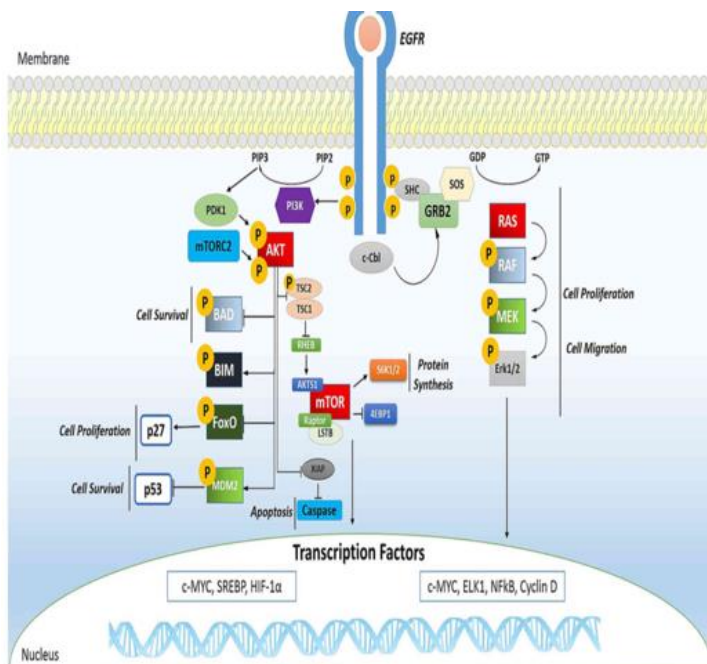 EGFR
Membrane
PIP3
PIP2
GDP
GTP
P
P
P
P
SHC
SOS
GRB2
PDK1
PI3K
mTORC2
P
AKT
P
c-Cbl
RAS
P
RAF
P
MEK
P
Erk1/2
Cell Proliferation
Cell Migration
P
TSC2
TSC1
RHEB
Cell Survival
P
BAD
BIM
P
AKTS1
mTOR
Raptor
S6K1/2
4EBP1
Protein
Synthesis
Cell Proliferation
p27
P
FoxO
Cell Survival
p53
P
MDM2
Apoptosis
Caspase
Transcription Factors
c-MYC, SREBP, HIF-1α
c-MYC, ELK1, NFkB, Cyclin D
Nucleus